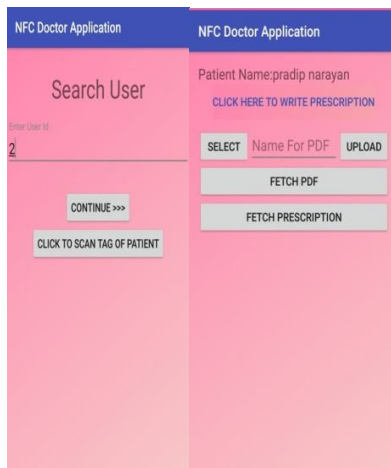 NFC Doctor Application
Search User
Enter User Id
2
CONTINUE >>>
CLICK TO SCAN TAG OF PATIENT
NFC Doctor Application
Patient Name:pradip narayan
CLICK HERE TO WRITE PRESCRIPTION
SELECT Name For PDF UPLOAD
FETCH PDF
FETCH PRESCRIPTION